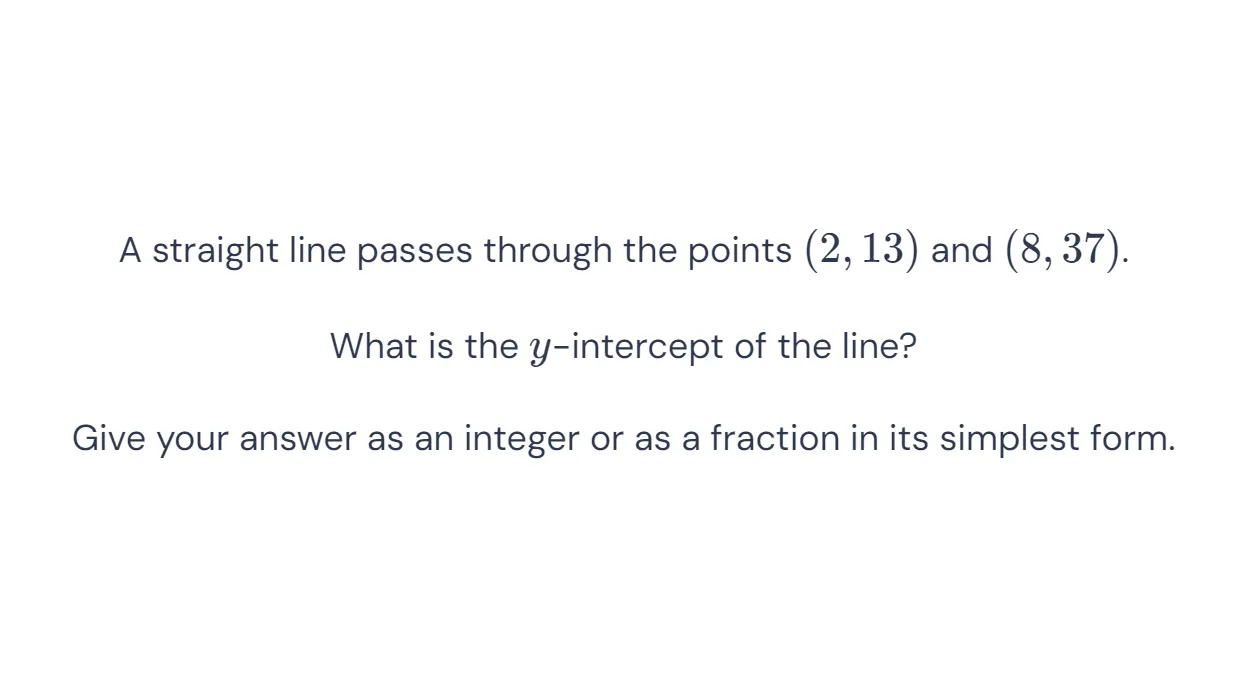 A straight line passes through the points (2, 13) and (8, 37).
What is the y-intercept of the line?
Give your answer as an integer or as a fraction in its simplest form.